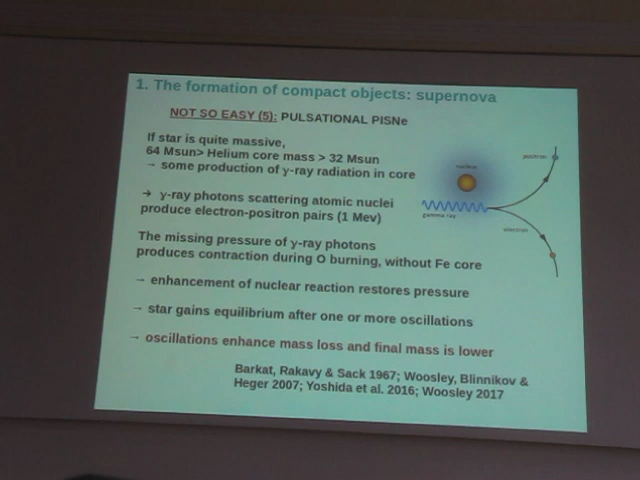 1. The formation of compact objects: supernova
NOT SO EASY (5): PULSATIONAL PISNe
If star is quite massive,
64 Msun> Helium core mass > 32 Msun
→ some production of γ-ray radiation in core
→ γ-ray photons scattering atomic nuclei
produce electron-positron pairs (1 Mev)
nucleus
positron
gamma ray
electron
The missing pressure of γ-ray photons
produces contraction during O burning, without Fe core
→ enhancement of nuclear reaction restores pressure
→ star gains equilibrium after one or more oscillations
→ oscillations enhance mass loss and final mass is lower
Barkat, Rakavy & Sack 1967; Woosley, Blinnikov &
Heger 2007; Yoshida et al. 2016; Woosley 2017